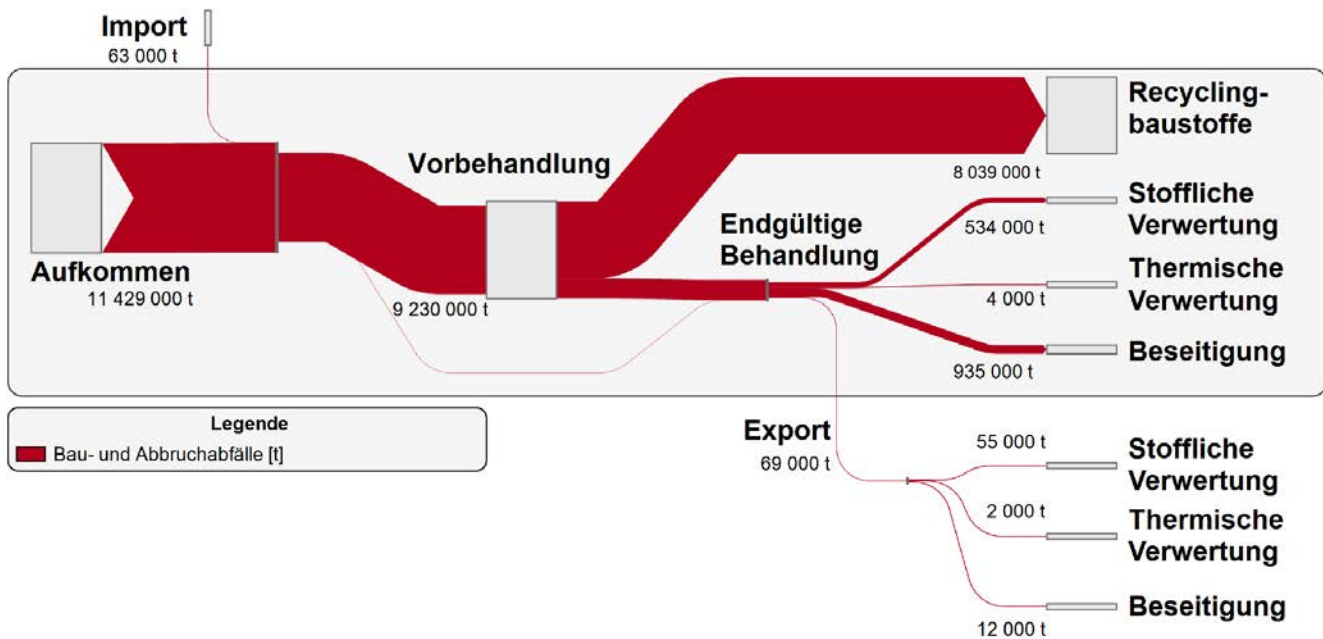 Import
63 000 t
Recycling-
baustoffe
8 039 000 t
Vorbehandlung
Aufkommen
11 429 000 t
9 230 000 t
Endgültige
Behandlung
Stoffliche
Verwertung
534 000 t
Thermische
Verwertung
4 000 t
Beseitigung
935 000 t
Legende
Bau- und Abbruchabfälle [t]
Export
69 000 t
55 000 t
Stoffliche
Verwertung
2 000 t
Thermische
Verwertung
Beseitigung
12 000 t